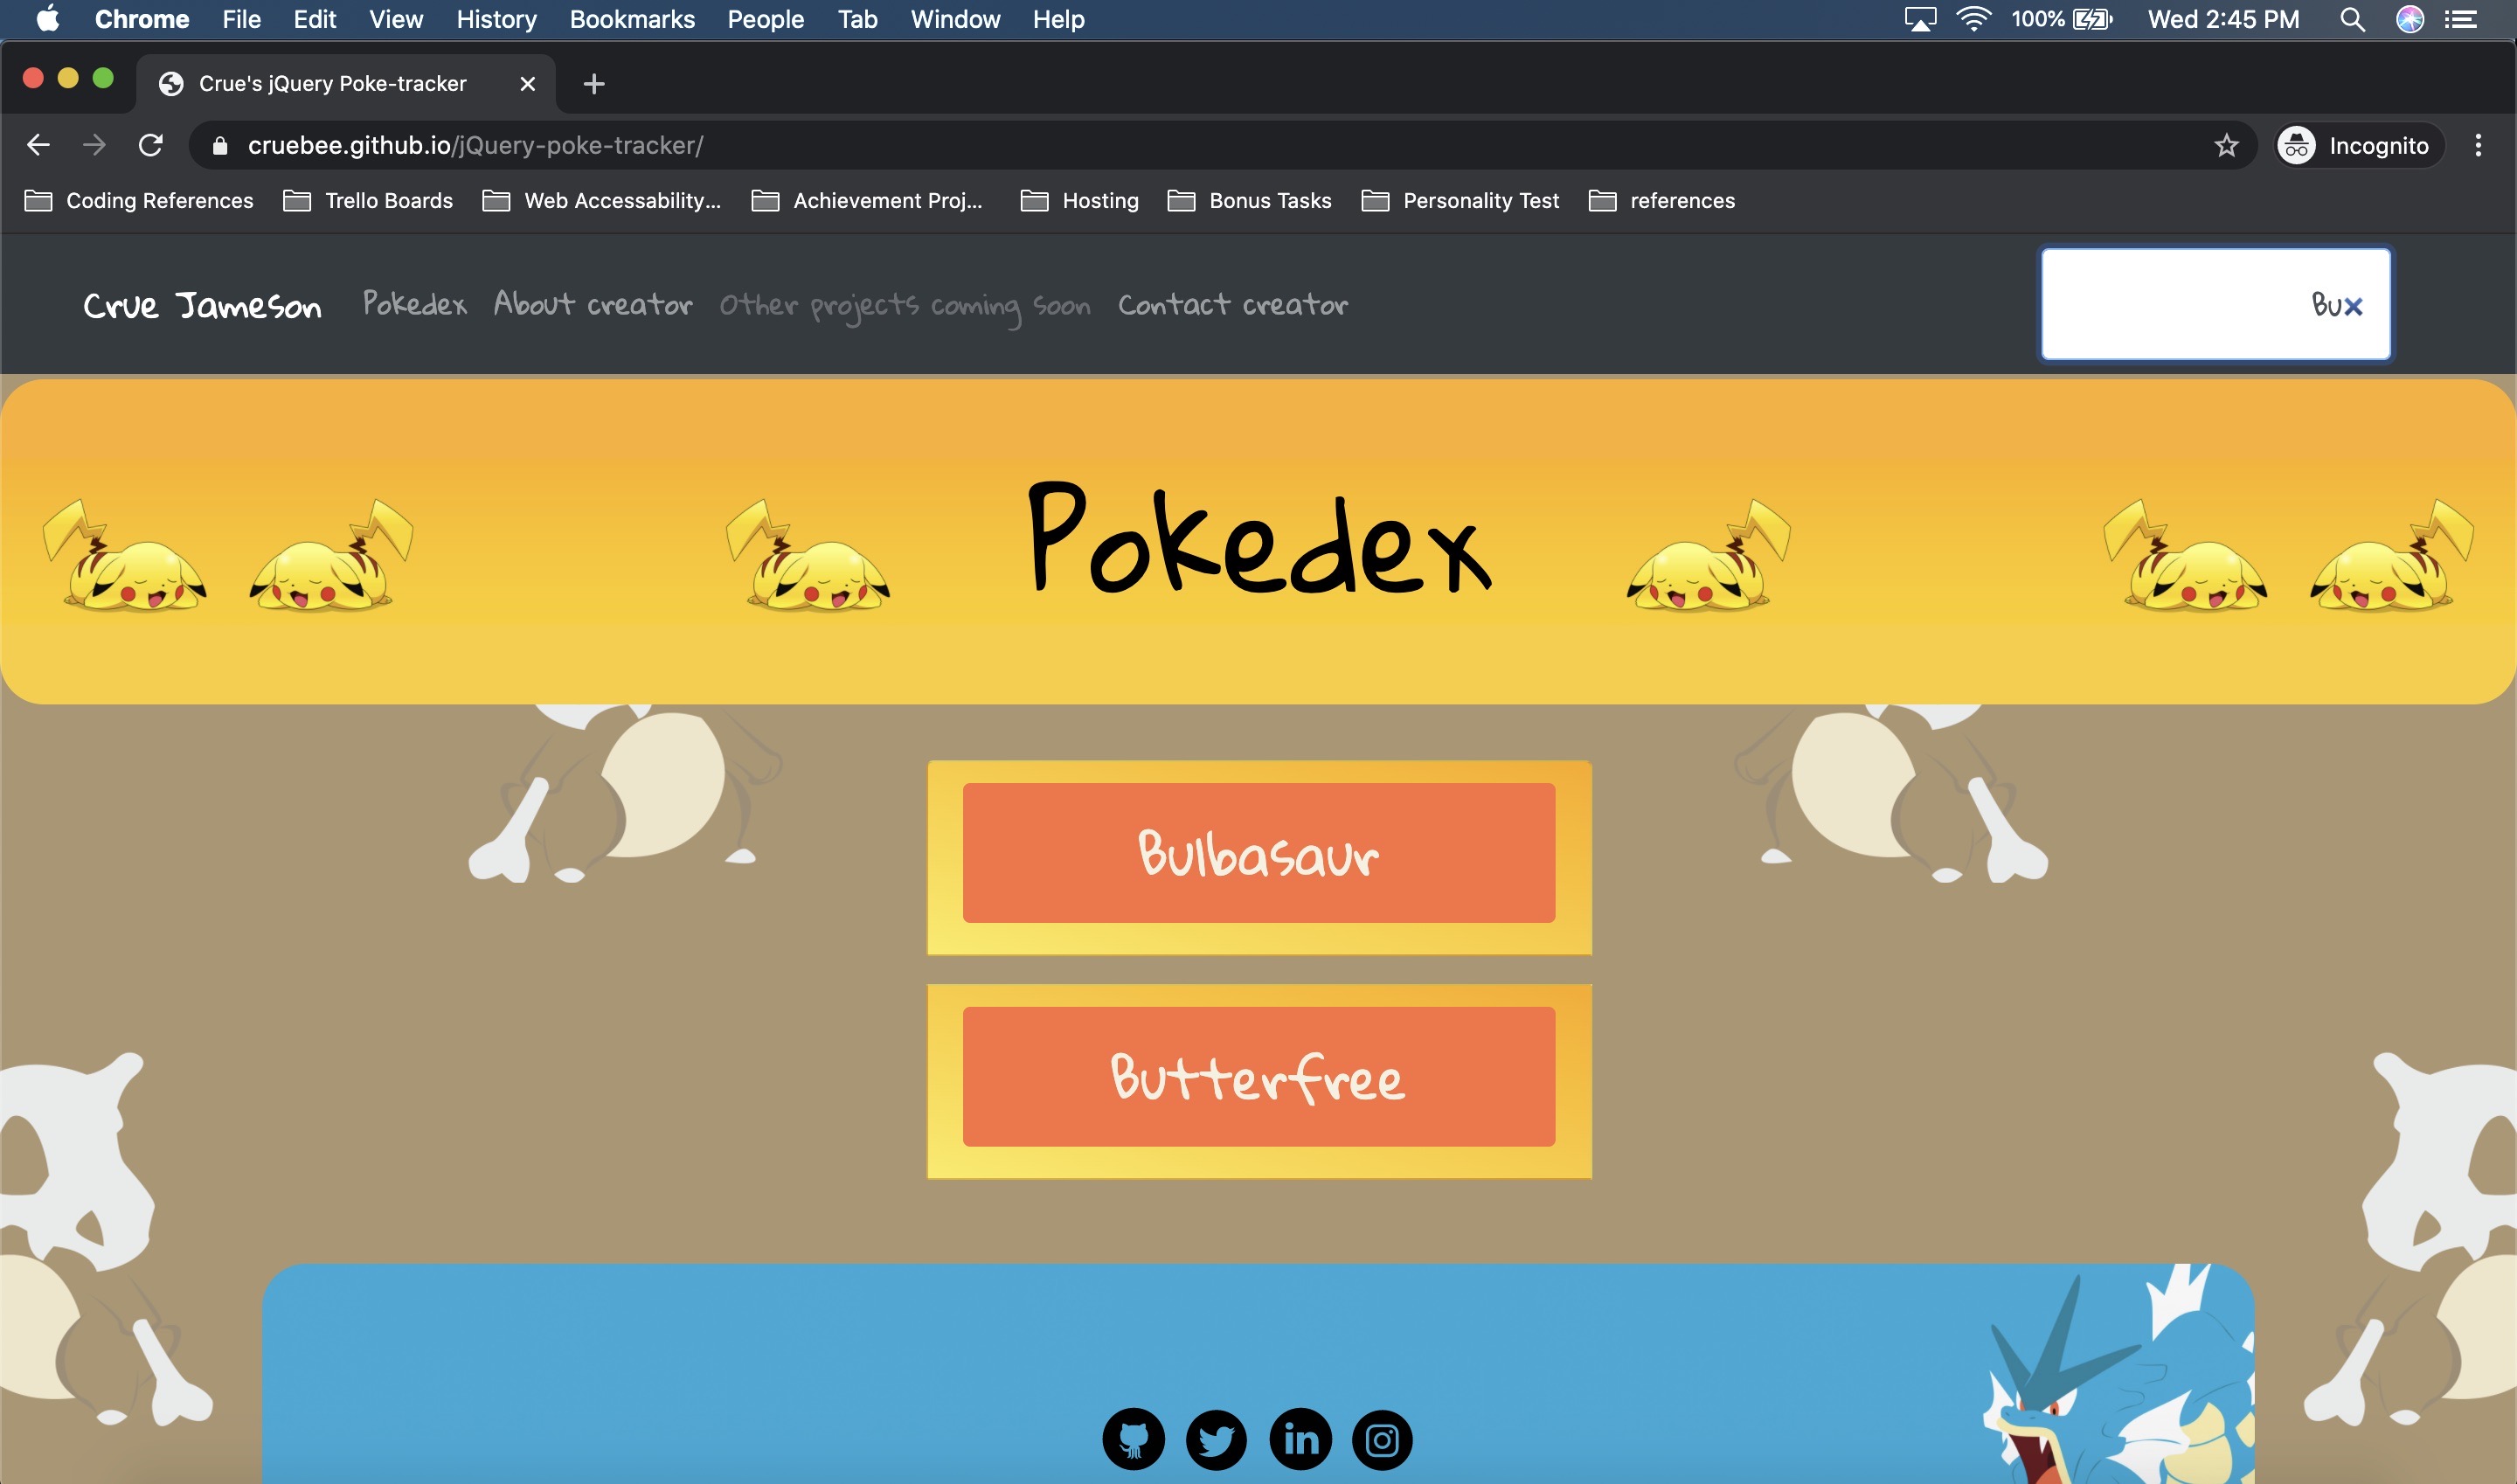 Chrome File Edit View History Bookmarks People Tab Window Help 100% Wed 2:45 PM
Crue's jQuery Poke-tracker
cruebee.github.io/jQuery-poke-tracker/ Incognito
Coding References Trello Boards Web Accessability... Achievement Proj... Hosting Bonus Tasks Personality Test references
Crue Jameson Pokedex About creator Other projects coming soon Contact creator Bu
Pokedex
Bulbasaur
Butterfree
in